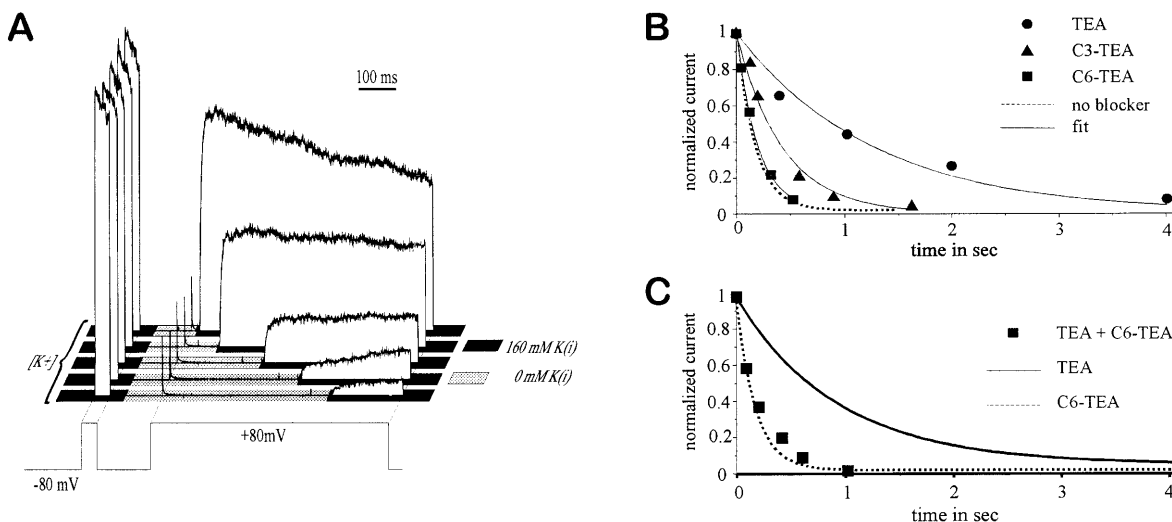 A
100 ms
[K+]
160 mM K(i)
0 mM K(i)
+80mV
-80 mV
B
normalized current
1
0.8
0.6
0.4
0.2
0
0
1
2
3
4
time in sec
TEA
C3-TEA
C6-TEA
no blocker
fit
C
normalized current
1
0.8
0.6
0.4
0.2
0
0
1
2
3
4
time in sec
TEA + C6-TEA
TEA
C6-TEA